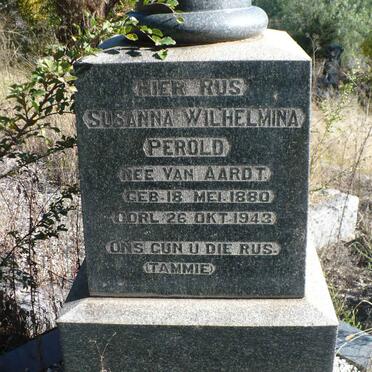 HIER RUS
SUSANNA WILHELMINA
PEROLD
NEE VAN AARDT
GEB. 18 MEI. 1880
OORL. 26 OKT. 1943
ONS GUN U DIE RUS.
(TAMMIE)